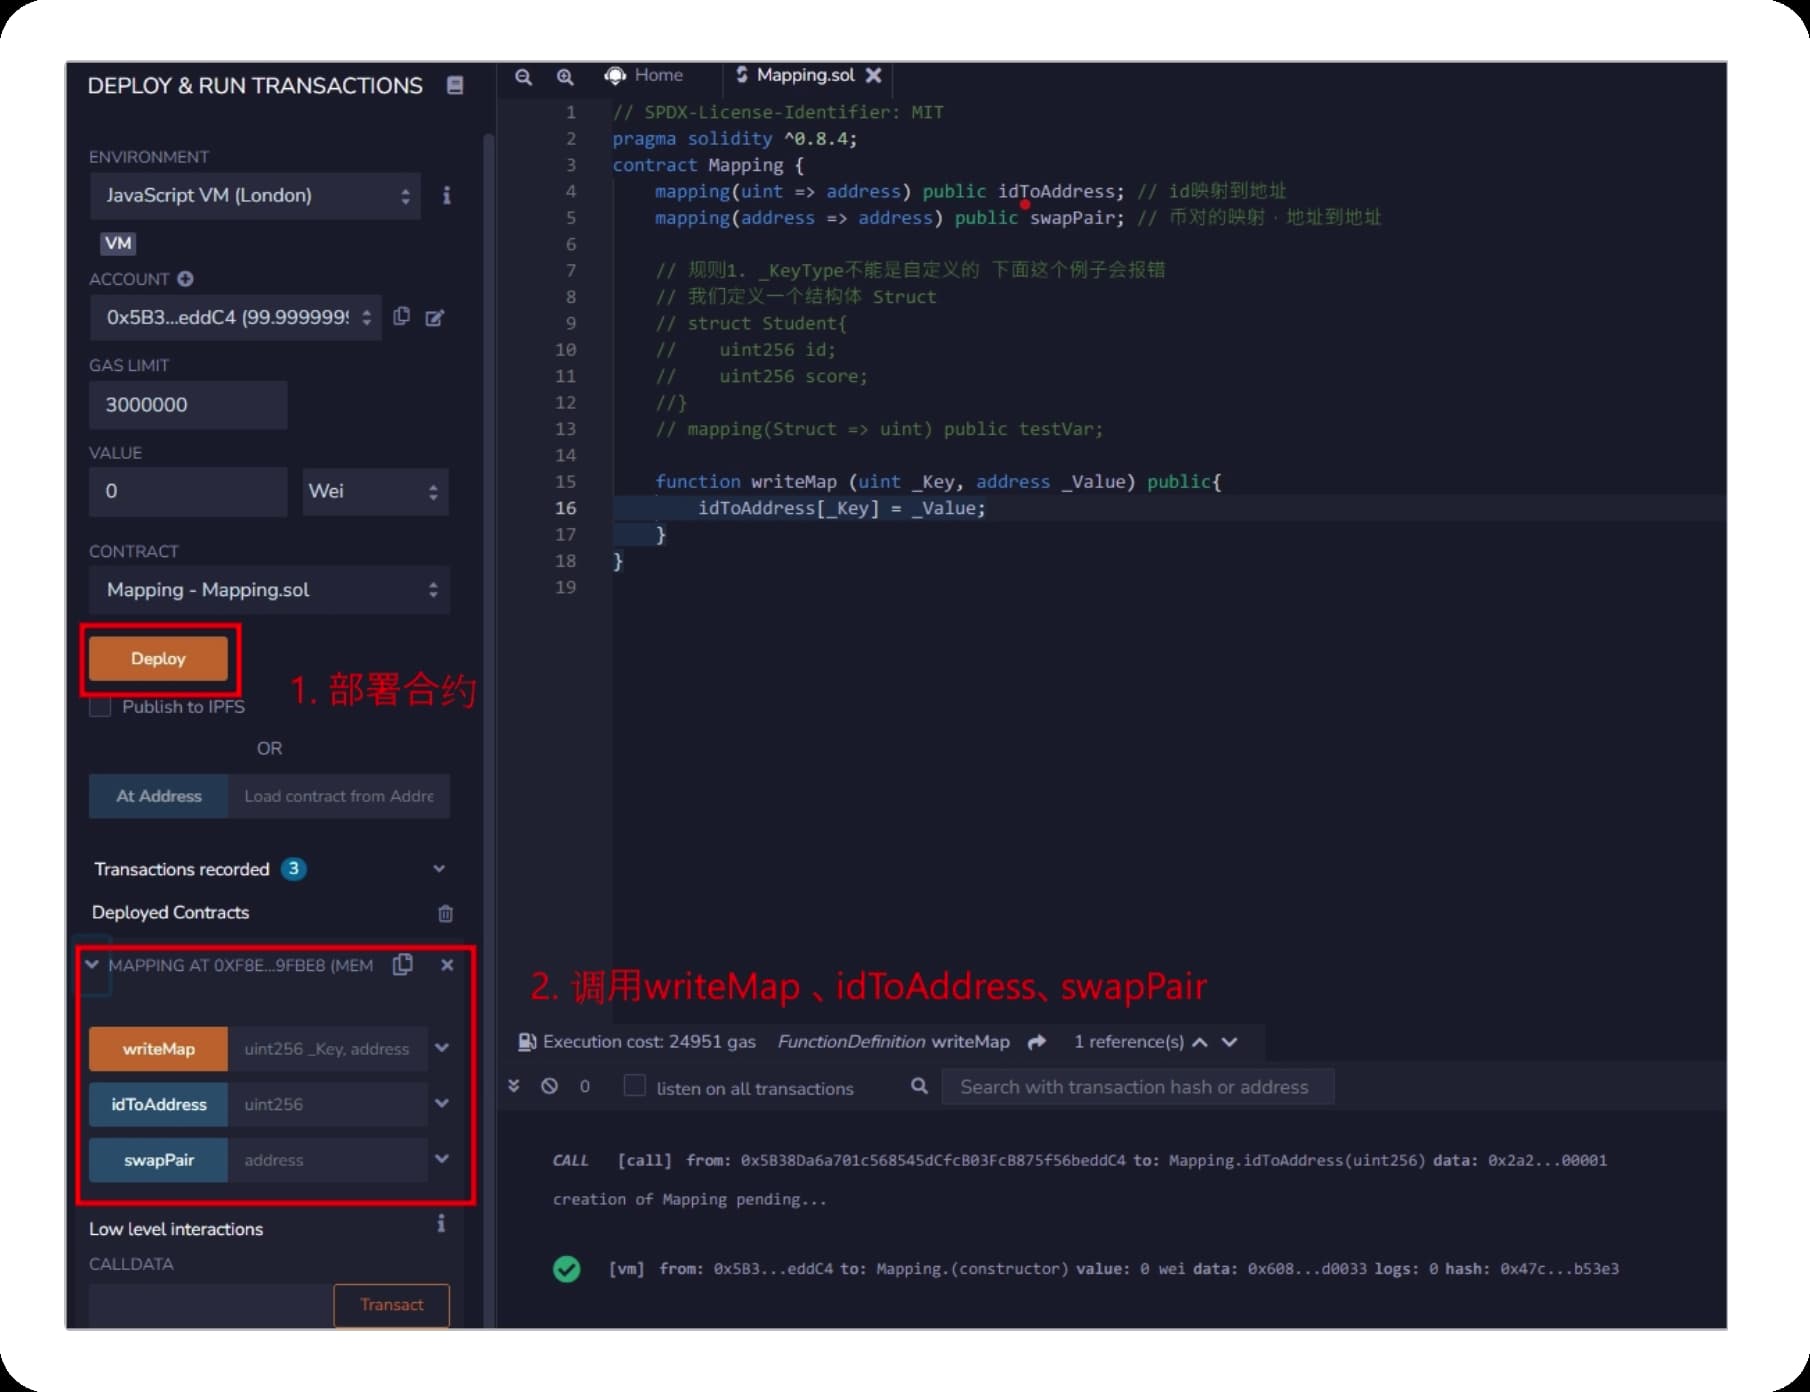 DEPLOY & RUN TRANSACTIONS
ENVIRONMENT
JavaScript VM (London)
VM
ACCOUNT
0x5B3...eddC4 (99.9999999
GAS LIMIT
3000000
VALUE
0
Wei
CONTRACT
Mapping - Mapping.sol
Deploy
1. 部署合约
Publish to IPFS
OR
At Address
Load contract from Addre
Transactions recorded 3
Deployed Contracts
MAPPING AT 0XF8E...9FBE8 (MEM
writeMap
uint256 _Key, address
idToAddress
uint256
swapPair
address
Low level interactions
CALLDATA
Transact
Home
Mapping.sol
1 // SPDX-License-Identifier: MIT
2 pragma solidity ^0.8.4;
3 contract Mapping {
4 mapping(uint => address) public idToAddress; // id映射到地址
5 mapping(address => address) public swapPair; // 币对的映射，地址到地址
6
7 // 规则1. _KeyType不能是自定义的 下面这个例子会报错
8 // 我们定义一个结构体 Struct
9 // struct Student{
10 // uint256 id;
11 // uint256 score;
12 //}
13 // mapping(Struct => uint) public testVar;
14
15 function writeMap (uint _Key, address _Value) public{
16 idToAddress[_Key] = _Value;
17 }
18 }
19
2. 调用writeMap 、idToAddress、swapPair
Execution cost: 24951 gas FunctionDefinition writeMap 1 reference(s)
0 listen on all transactions Search with transaction hash or address
CALL [call] from: 0x5B38Da6a701c568545dCfcB03FcB875f56beddC4 to: Mapping.idToAddress(uint256) data: 0x2a2...00001
creation of Mapping pending...
[vm] from: 0x5B3...eddC4 to: Mapping.(constructor) value: 0 wei data: 0x608...d0033 logs: 0 hash: 0x47c...b53e3